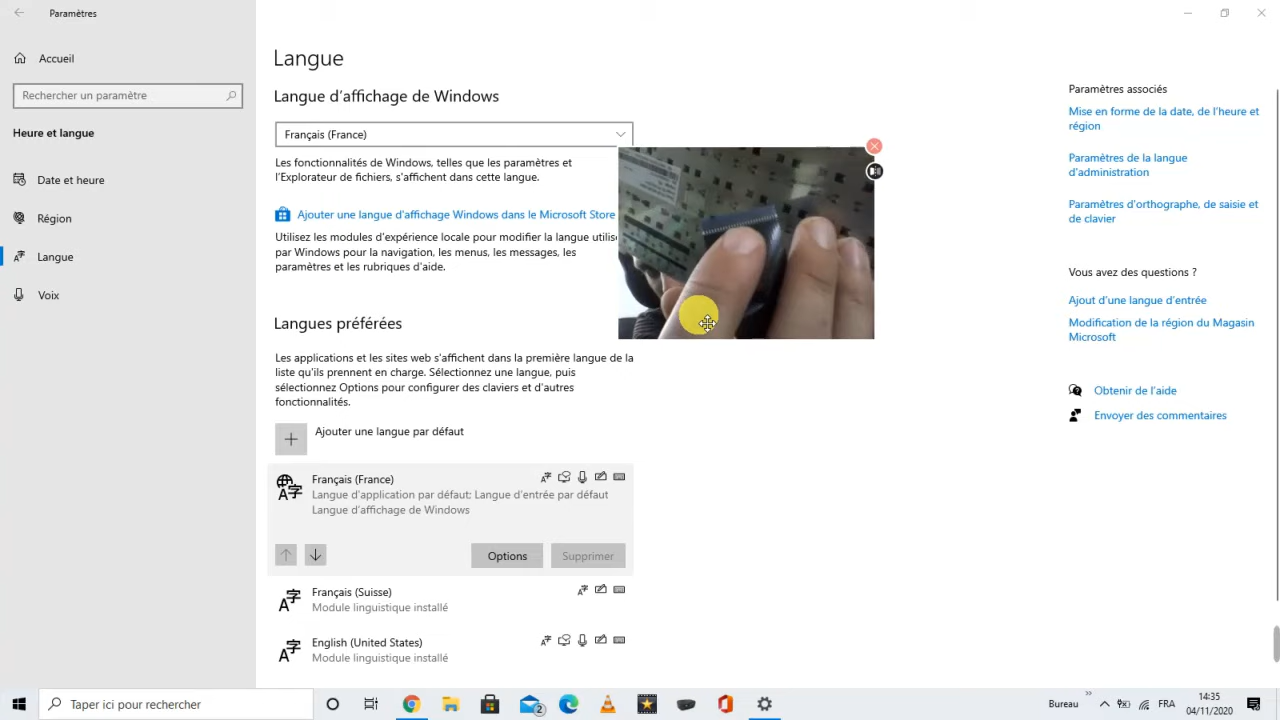 Paramètres
Accueil
Rechercher un paramètre
Heure et langue
Date et heure
Région
Langue
Voix
Langue
Langue d'affichage de Windows
Français (France)
Les fonctionnalités de Windows, telles que les paramètres et
l'Explorateur de fichiers, s'affichent dans cette langue.
Ajouter une langue d'affichage Windows dans le Microsoft Store
Utilisez les modules d'expérience locale pour modifier la langue utilis
par Windows pour la navigation, les menus, les messages, les
paramètres et les rubriques d'aide.
Langues préférées
Les applications et les sites web s'affichent dans la première langue de la
liste qu'ils prennent en charge. Sélectionnez une langue, puis
sélectionnez Options pour configurer des claviers et d'autres
fonctionnalités.
Ajouter une langue par défaut
Français (France)
Langue d'application par défaut; Langue d'entrée par défaut
Langue d'affichage de Windows
Options
Supprimer
Français (Suisse)
Module linguistique installé
English (United States)
Module linguistique installé
Paramètres associés
Mise en forme de la date, de l'heure et
région
Paramètres de la langue
d'administration
Paramètres d'orthographe, de saisie et
de clavier
Vous avez des questions ?
Ajout d'une langue d'entrée
Modification de la région du Magasin
Microsoft
Obtenir de l'aide
Envoyer des commentaires
Taper ici pour rechercher
2
Bureau
FRA
14:35
04/11/2020